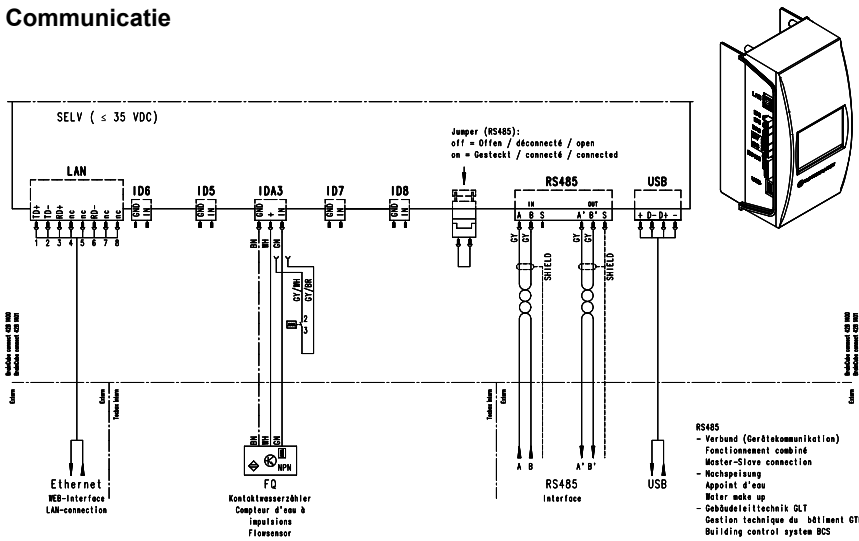 Communicatie
SELV ( ≤ 35 VDC)
Jumper (RS485):
off = Offen / déconnecté / open
on = Gesteckt / connecté / connected
LAN
ID6
ID5
IDA3
ID7
ID8
RS485
USB
IN
OUT
TD+
TD-
RD+
nc
nc
RD-
nc
nc
GND
IN
GND
IN
GND
+
IN
GND
IN
GND
IN
A B S
A' B' S
+ D- D+ -
1 2 3 4 5 6 7 8
BN
WH
GN
GY
GY
GY
GY
GY/WH
GY/BR
SHIELD
SHIELD
2
3
Extern
Extern
Extern
BN
WH
GN
NPN
A B
A' B'
Ethernet
WEB-Interface
LAN-connection
FQ
Kontaktwasserzähler
Compteur d'eau à
impulsions
Flowsensor
RS485
Interface
USB
RS485
- Verbund (Gerätekommunikation)
Fonctionnement combiné
Master-Slave connection
- Nachspeisung
Appoint d'eau
Water make up
- Gebäudeleittechnik GLT
Gestion technique du bâtiment GT
Building control system BCS